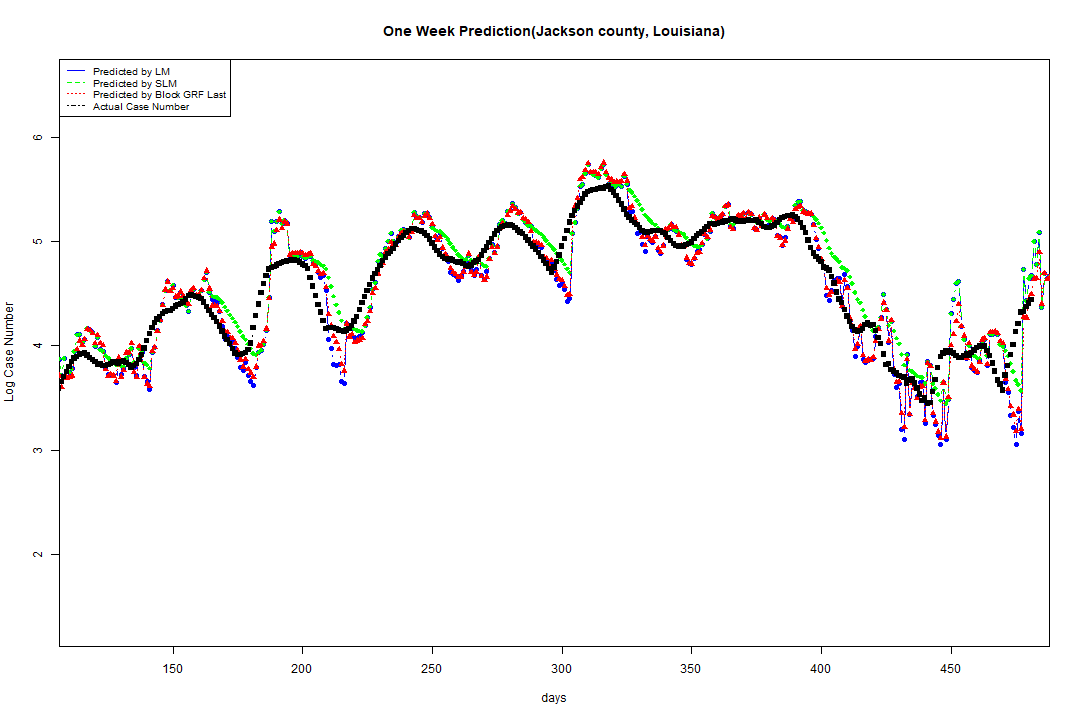 One Week Prediction(Jackson county, Louisiana)
Predicted by LM
Predicted by SLM
Predicted by Block GRF Last
Actual Case Number
Log Case Number
6
5
4
3
2
150 200 250 300 350 400 450
days